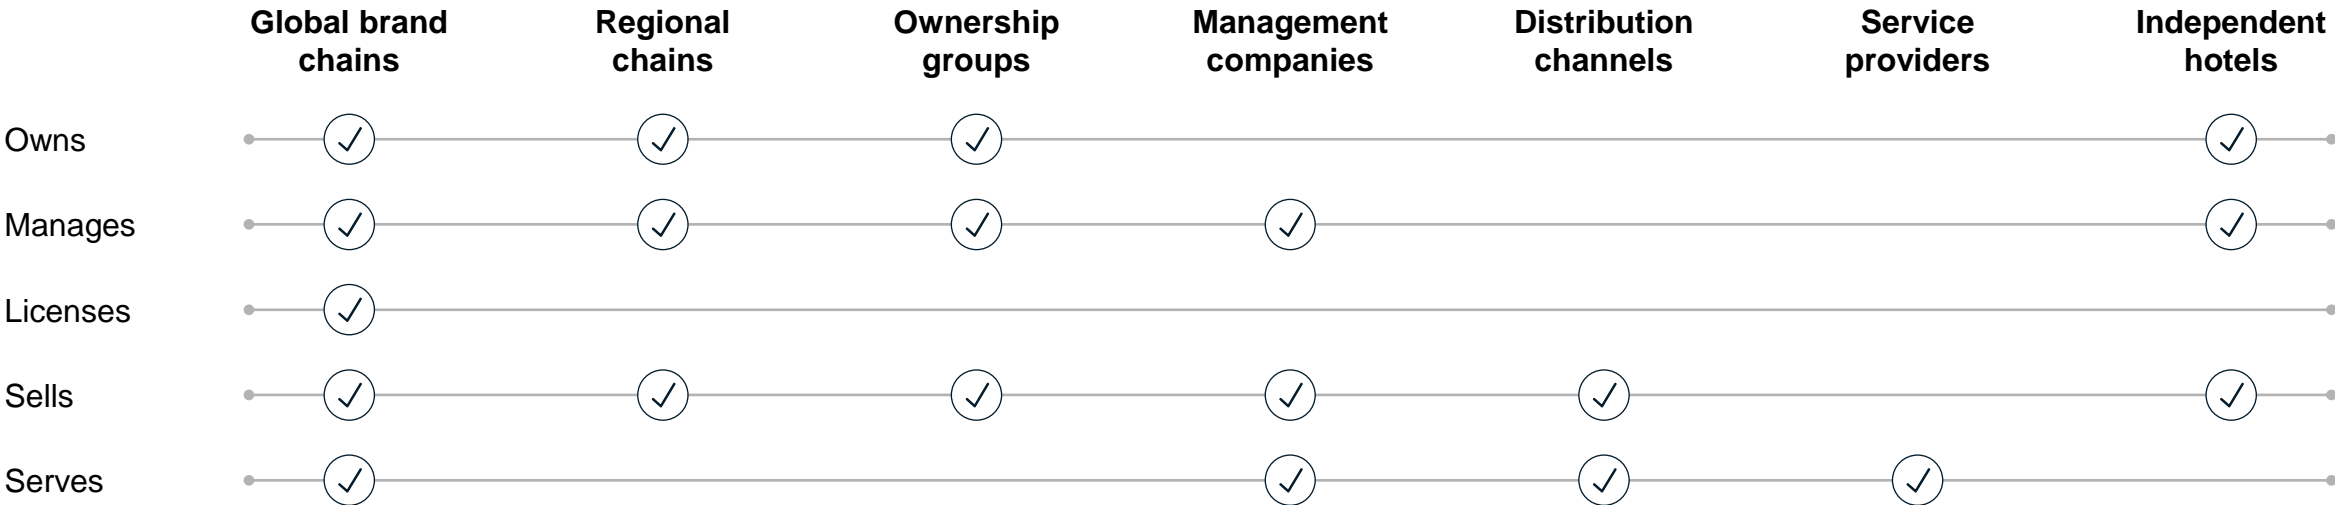 Global brand
chains
Regional
chains
Ownership
groups
Management
companies
Distribution
channels
Service
providers
Independent
hotels
Owns
Manages
Licenses
Sells
Serves